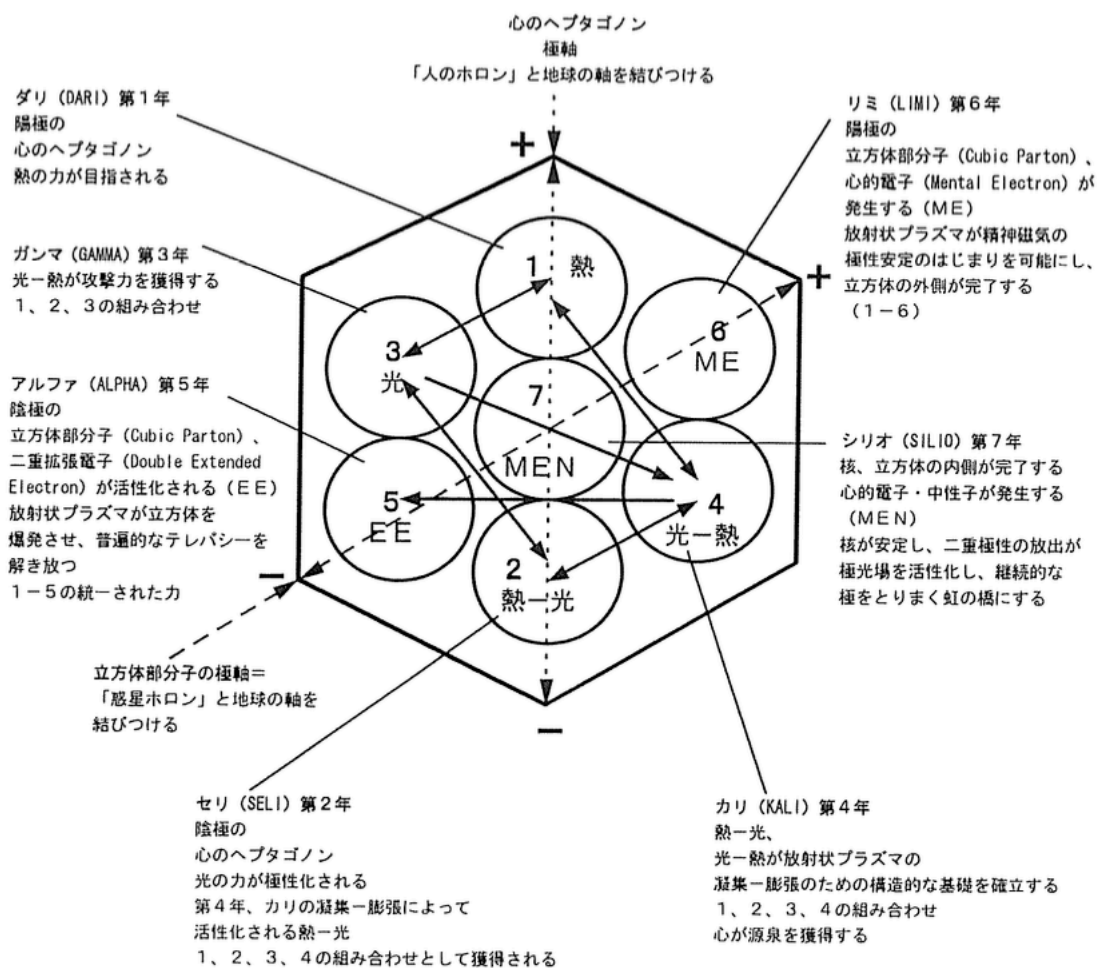 心のヘプタゴノン
極軸
「人のホロン」と地球の軸を結びつける
ダリ（DARI）第１年
陽極の
心のヘプタゴノン
熱の力が目指される
ガンマ（GAMMA）第３年
光ー熱が攻撃力を獲得する
１、２、３の組み合わせ
アルファ（ALPHA）第５年
陰極の
立方体部分子（Cubic Parton）、
二重拡張電子（Double Extended
Electron）が活性化される（ＥＥ）
放射状プラズマが立方体を
爆発させ、普遍的なテレパシーを
解き放つ
１－５の統一された力
立方体部分子の極軸＝
「惑星ホロン」と地球の軸を
結びつける
＋
＋
1 熱
3
光
6
ＭＥ
7
ＭＥＮ
5
ＥＥ
4
光ー熱
2
熱ー光
－
－
リミ（LIMI）第６年
陽極の
立方体部分子（Cubic Parton）、
心的電子（Mental Electron）が
発生する（ＭＥ）
放射状プラズマが精神磁気の
極性安定のはじまりを可能にし、
立方体の外側が完了する
（１－６）
シリオ（SILIO）第７年
核、立方体の内側が完了する
心的電子・中性子が発生する
（ＭＥＮ）
核が安定し、二重極性の放出が
極光場を活性化し、継続的な
極をとりまく虹の橋にする
セリ（SELI）第２年
陰極の
心のヘプタゴノン
光の力が極性化される
第４年、カリの凝集ー膨張によって
活性化される熱ー光
１、２、３、４の組み合わせとして獲得される
カリ（KALI）第４年
熱ー光、
光ー熱が放射状プラズマの
凝集ー膨張のための構造的な基礎を確立する
１、２、３、４の組み合わせ
心が源泉を獲得する